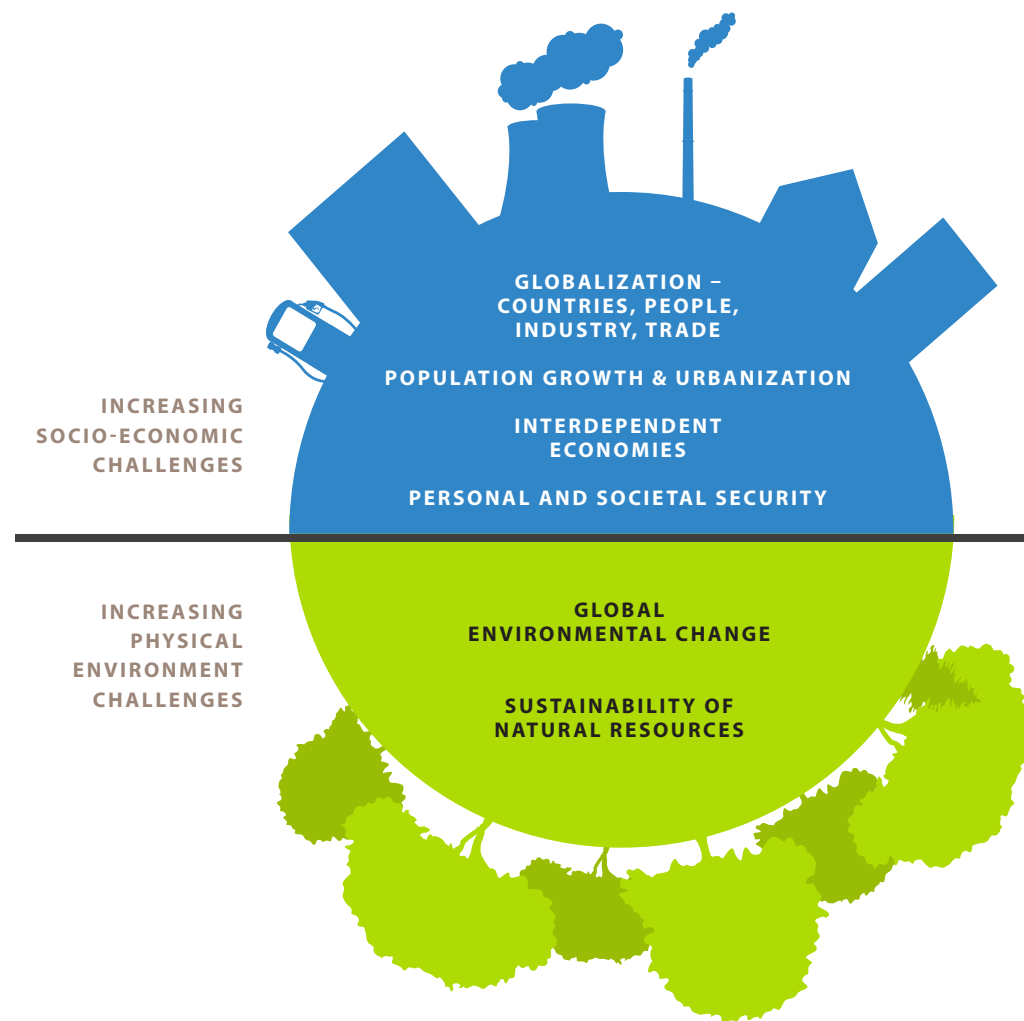 GLOBALIZATION –
COUNTRIES, PEOPLE,
INDUSTRY, TRADE
POPULATION GROWTH & URBANIZATION
INTERDEPENDENT
ECONOMIES
PERSONAL AND SOCIETAL SECURITY
INCREASING
SOCIO-ECONOMIC
CHALLENGES
GLOBAL
ENVIRONMENTAL CHANGE
SUSTAINABILITY OF
NATURAL RESOURCES
INCREASING
PHYSICAL
ENVIRONMENT
CHALLENGES